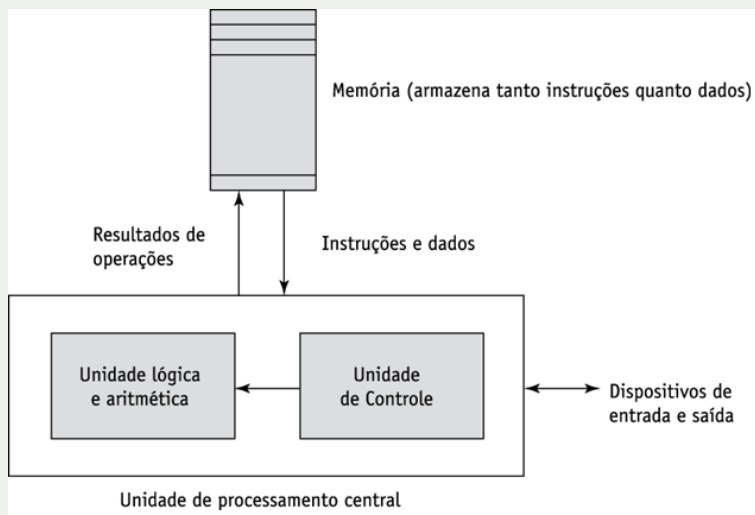 Memória (armazena tanto instruções quanto dados)
Resultados de
operações
Instruções e dados
Unidade lógica
e aritmética
Unidade
de Controle
Dispositivos de
entrada e saída
Unidade de processamento central